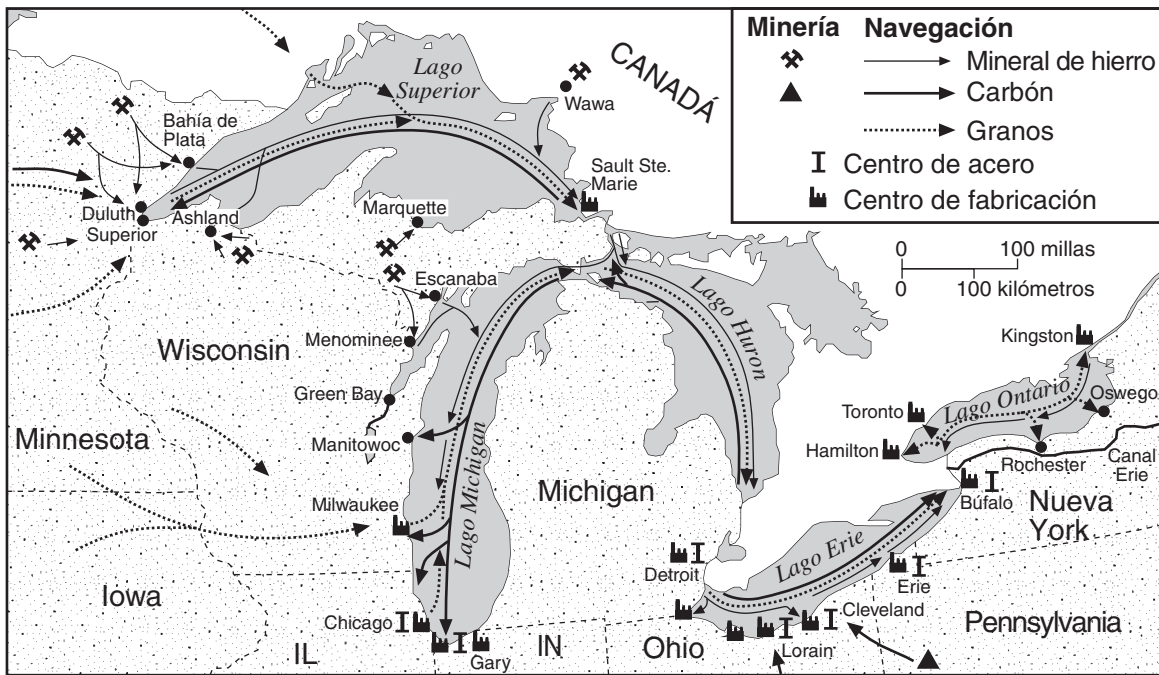 Minería Navegación
Mineral de hierro
Carbón
Granos
Centro de acero
Centro de fabricación
0 100 millas
0 100 kilómetros
CANADÁ
Lago
Superior
Wawa
Bahía de
Plata
Sault Ste.
Marie
Duluth
Superior
Ashland
Marquette
Escanaba
Menominee
Wisconsin
Green Bay
Manitowoc
Minnesota
Milwaukee
Lago Michigan
Michigan
Lago Huron
Kingston
Lago Ontario
Oswego
Toronto
Hamilton
Rochester
Canal
Erie
Búfalo
Nueva
York
Lago Erie
Detroit
Erie
Cleveland
Lorain
Pennsylvania
Iowa
Chicago
Gary
IL
IN
Ohio